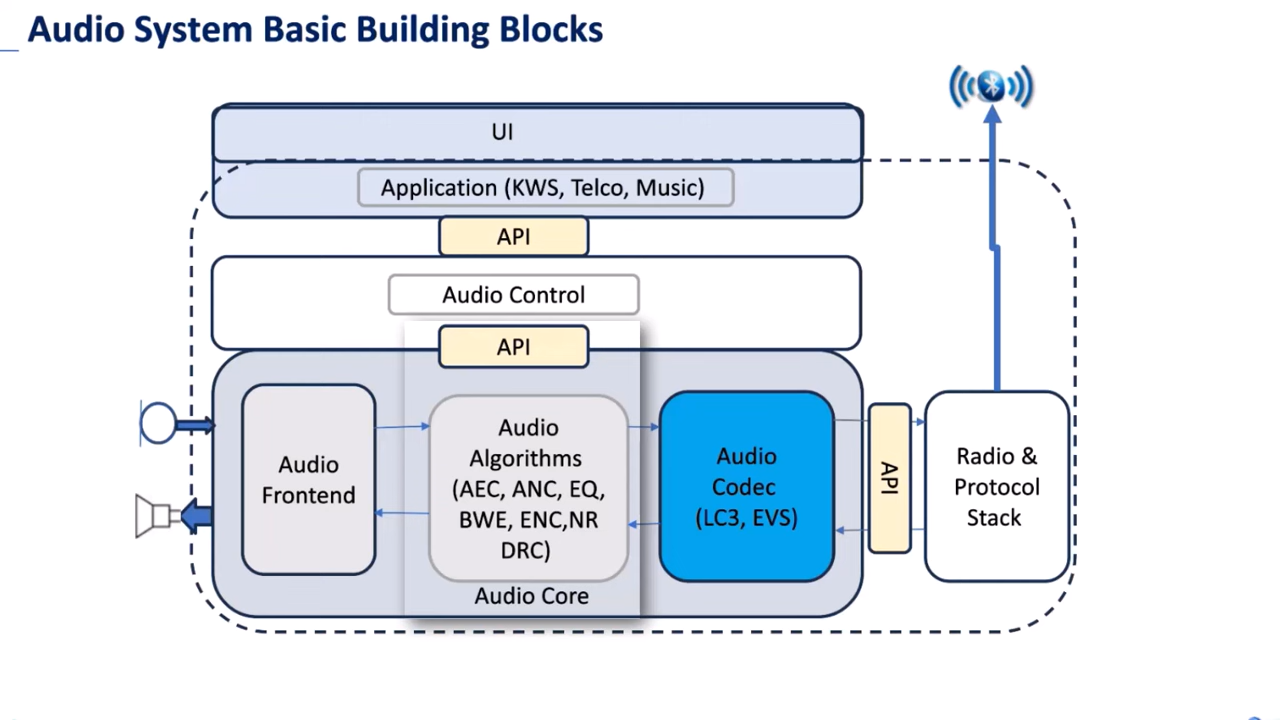 Audio System Basic Building Blocks
UI
Application (KWS, Telco, Music)
API
Audio Control
API
Audio
Frontend
Audio
Algorithms
(AEC, ANC, EQ,
BWE, ENC,NR
DRC)
Audio Core
Audio
Codec
(LC3, EVS)
API
Radio &
Protocol
Stack